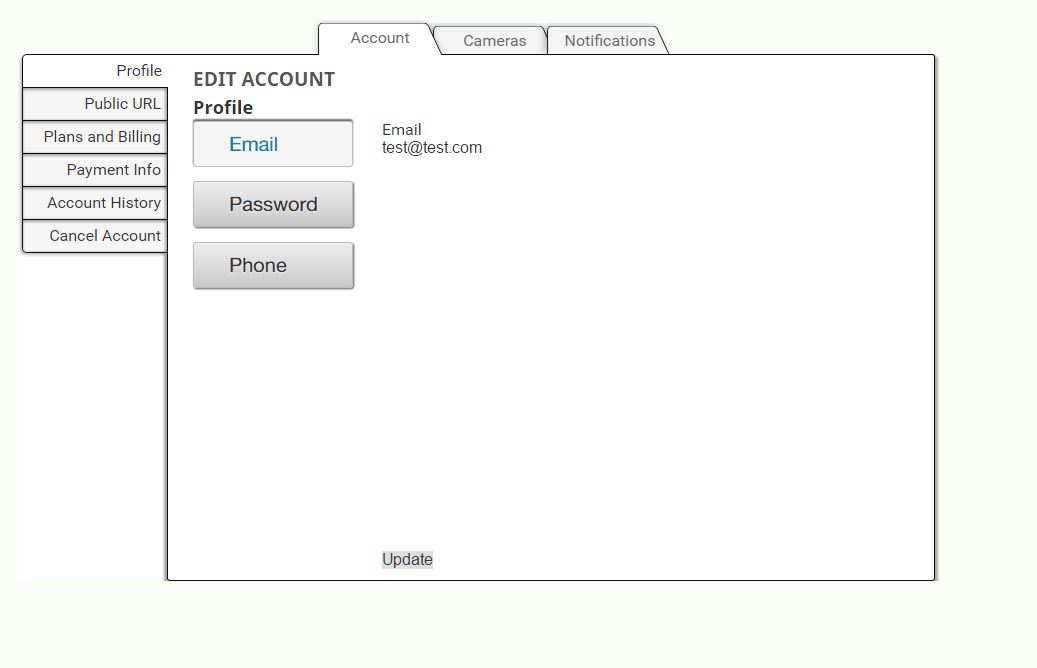 Account Cameras Notifications
Profile
Public URL
Plans and Billing
Payment Info
Account History
Cancel Account
EDIT ACCOUNT
Profile
Email
Password
Phone
Email
test@test.com
Update